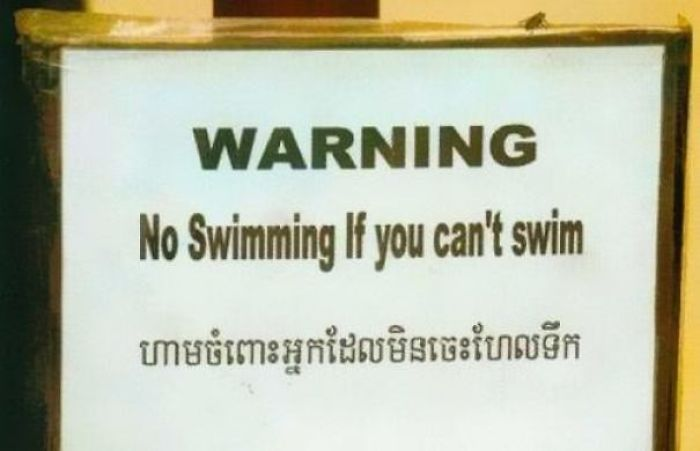 WARNING
No Swimming If you can't swim
ហាមចំពោះអ្នកដែលមិនចេះហែលទឹក